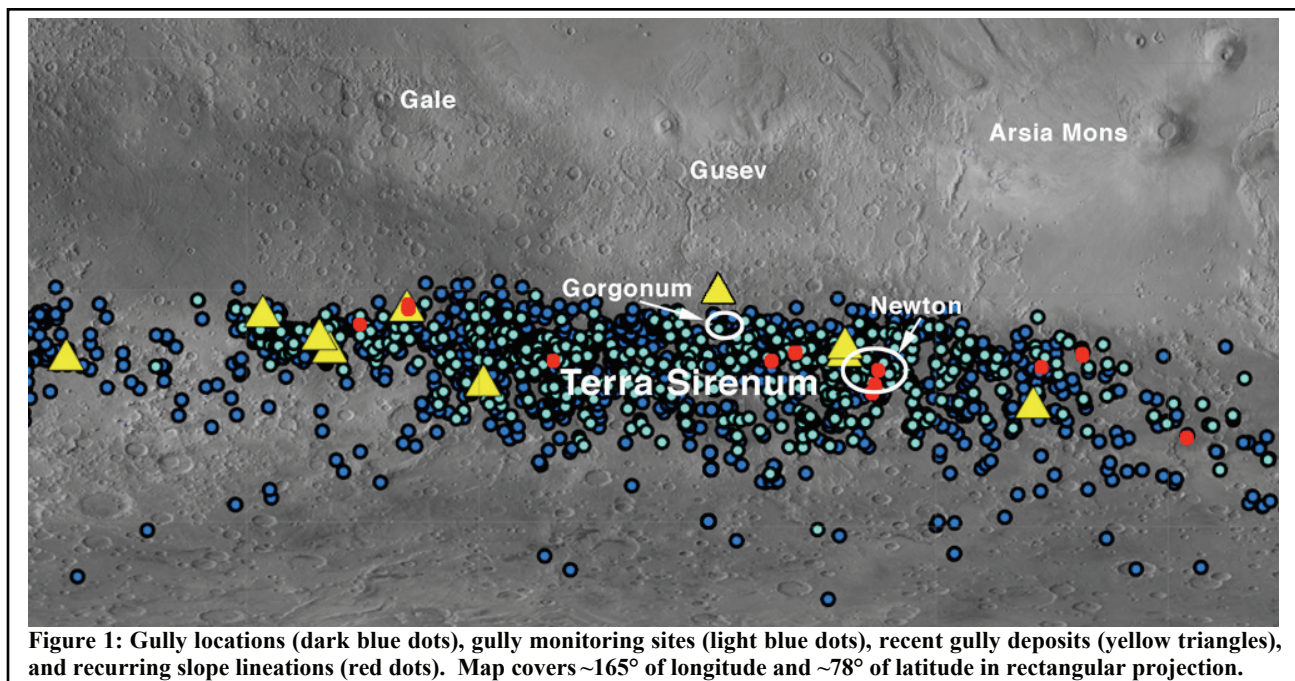 Gale
Arsia Mons
Gusev
Gorgonum
Newton
Terra Sirenum
Figure 1: Gully locations (dark blue dots), gully monitoring sites (light blue dots), recent gully deposits (yellow triangles),
and recurring slope lineations (red dots). Map covers ~165° of longitude and ~78° of latitude in rectangular projection.